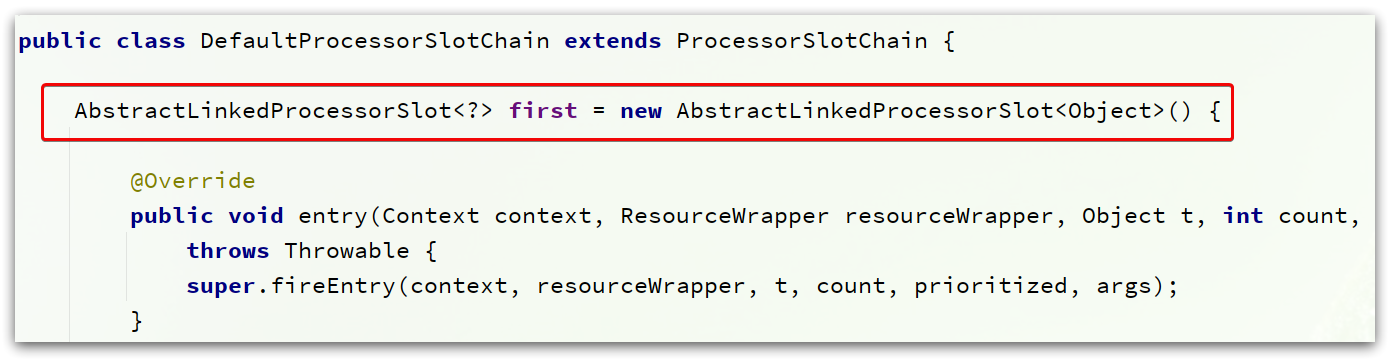 public class DefaultProcessorSlotChain extends ProcessorSlotChain {
AbstractLinkedProcessorSlot<?> first = new AbstractLinkedProcessorSlot<Object>() {
@Override
public void entry(Context context, ResourceWrapper resourceWrapper, Object t, int count,
throws Throwable {
super.fireEntry(context, resourceWrapper, t, count, prioritized, args);
}